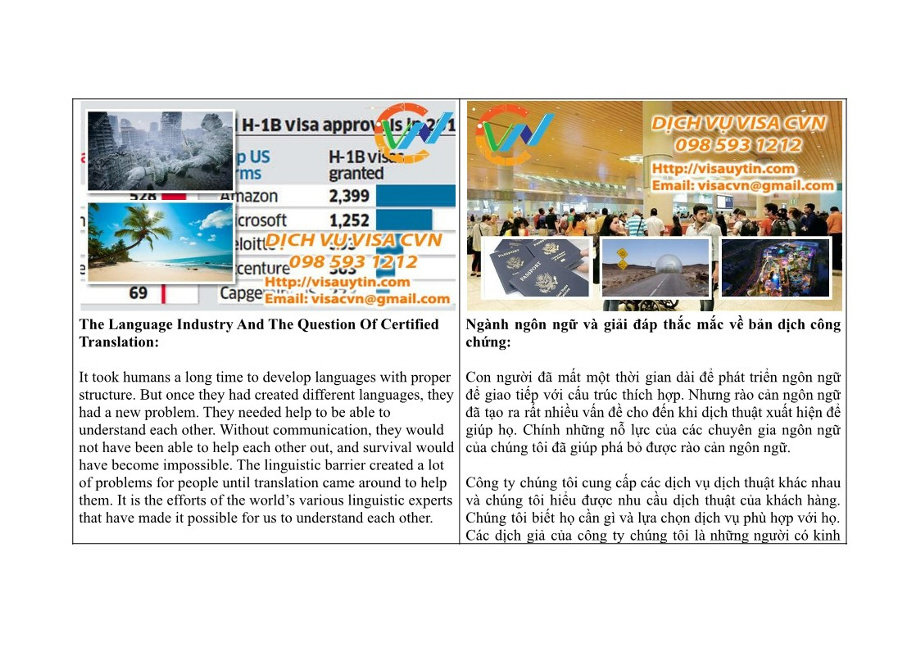 H-1B visa approvals in 201
US
H-1B
granted
528
Amazon 2,399
1,252
69
DỊCH VỤ VISA CVN
098 593 1212
Http://visauytin.com
Email: visacvn@gmail.com
The Language Industry And The Question Of Certified
Translation:
It took humans a long time to develop languages with proper
structure. But once they had created different languages, they
had a new problem. They needed help to be able to
understand each other. Without communication, they would
not have been able to help each other out, and survival would
have become impossible. The linguistic barrier created a lot
of problems for people until translation came around to help
them. It is the efforts of the world’s various linguistic experts
that have made it possible for us to understand each other.
DỊCH VỤ VISA CVN
098 593 1212
Http://visauytin.com
Email: visacvn@gmail.com
PASSPORT
Ngành ngôn ngữ và giải đáp thắc mắc về bản dịch công
chứng:
Con người đã mất một thời gian dài để phát triển ngôn ngữ
để giao tiếp với cấu trúc thích hợp. Nhưng rào cản ngôn ngữ
đã tạo ra rất nhiều vấn đề cho đến khi dịch thuật xuất hiện để
giúp họ. Chính những nỗ lực của các chuyên gia ngôn ngữ
của chúng tôi đã giúp phá bỏ được rào cản ngôn ngữ.
Công ty chúng tôi cung cấp các dịch vụ dịch thuật khác nhau
và chúng tôi hiểu được nhu cầu dịch thuật của khách hàng.
Chúng tôi biết họ cần gì và lựa chọn dịch vụ phù hợp với họ.
Các dịch giả của công ty chúng tôi là những người có kinh